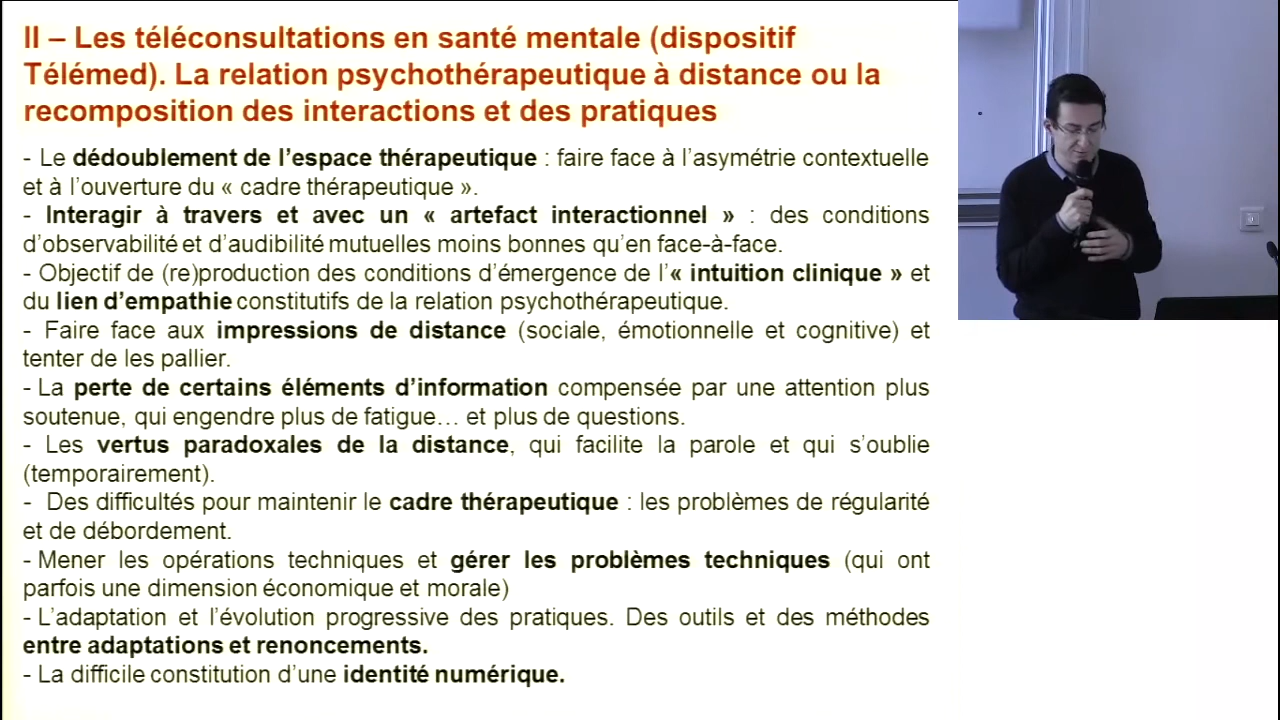 II – Les téléconsultations en santé mentale (dispositif
Télémed). La relation psychothérapeutique à distance ou la
recomposition des interactions et des pratiques
- Le dédoublement de l'espace thérapeutique : faire face à l'asymétrie contextuelle
et à l'ouverture du « cadre thérapeutique ».
- Interagir à travers et avec un « artefact interactionnel » : des conditions
d'observabilité et d'audibilité mutuelles moins bonnes qu'en face-à-face.
- Objectif de (re)production des conditions d'émergence de l'« intuition clinique » et
du lien d'empathie constitutifs de la relation psychothérapeutique.
- Faire face aux impressions de distance (sociale, émotionnelle et cognitive) et
tenter de les pallier.
- La perte de certains éléments d'information compensée par une attention plus
soutenue, qui engendre plus de fatigue… et plus de questions.
- Les vertus paradoxales de la distance, qui facilite la parole et qui s'oublie
(temporairement).
- Des difficultés pour maintenir le cadre thérapeutique : les problèmes de régularité
et de débordement.
- Mener les opérations techniques et gérer les problèmes techniques (qui ont
parfois une dimension économique et morale)
- L'adaptation et l'évolution progressive des pratiques. Des outils et des méthodes
entre adaptations et renoncements.
- La difficile constitution d'une identité numérique.